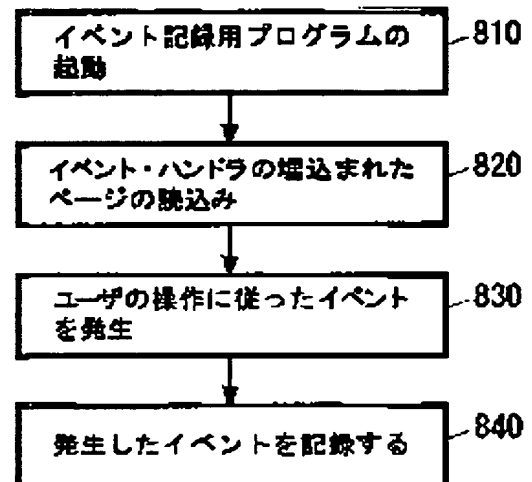 イベント記録用プログラムの
起動
810
イベント・ハンドラの埋込まれた
ページの読込み
820
ユーザの操作に従ったイベント
を発生
830
発生したイベントを記録する
840